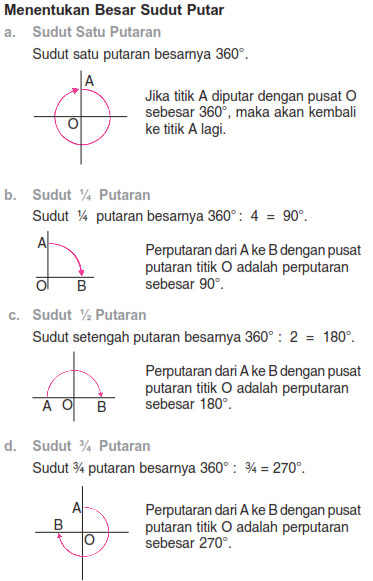 Menentukan Besar Sudut Putar
a. Sudut Satu Putaran
Sudut satu putaran besarnya 360°.
A
O
Jika titik A diputar dengan pusat O
sebesar 360°, maka akan kembali
ke titik A lagi.
b. Sudut ¼ Putaran
Sudut ¼ putaran besarnya 360° : 4 = 90°.
A
O B
Perputaran dari A ke B dengan pusat
putaran titik O adalah perputaran
sebesar 90°.
c. Sudut ½ Putaran
Sudut setengah putaran besarnya 360° : 2 = 180°.
A O B
Perputaran dari A ke B dengan pusat
putaran titik O adalah perputaran
sebesar 180°.
d. Sudut ¾ Putaran
Sudut ¾ putaran besarnya 360° : ¾ = 270°.
A
B
O
Perputaran dari A ke B dengan pusat
putaran titik O adalah perputaran
sebesar 270°.